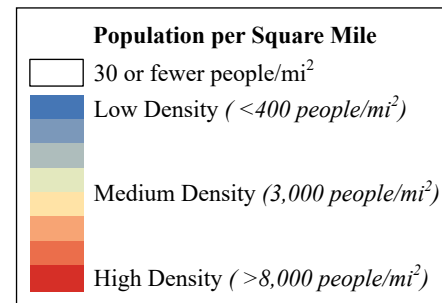 Population per Square Mile
30 or fewer people/mi²
Low Density ( <400 people/mi²)
Medium Density (3,000 people/mi²)
High Density ( >8,000 people/mi²)